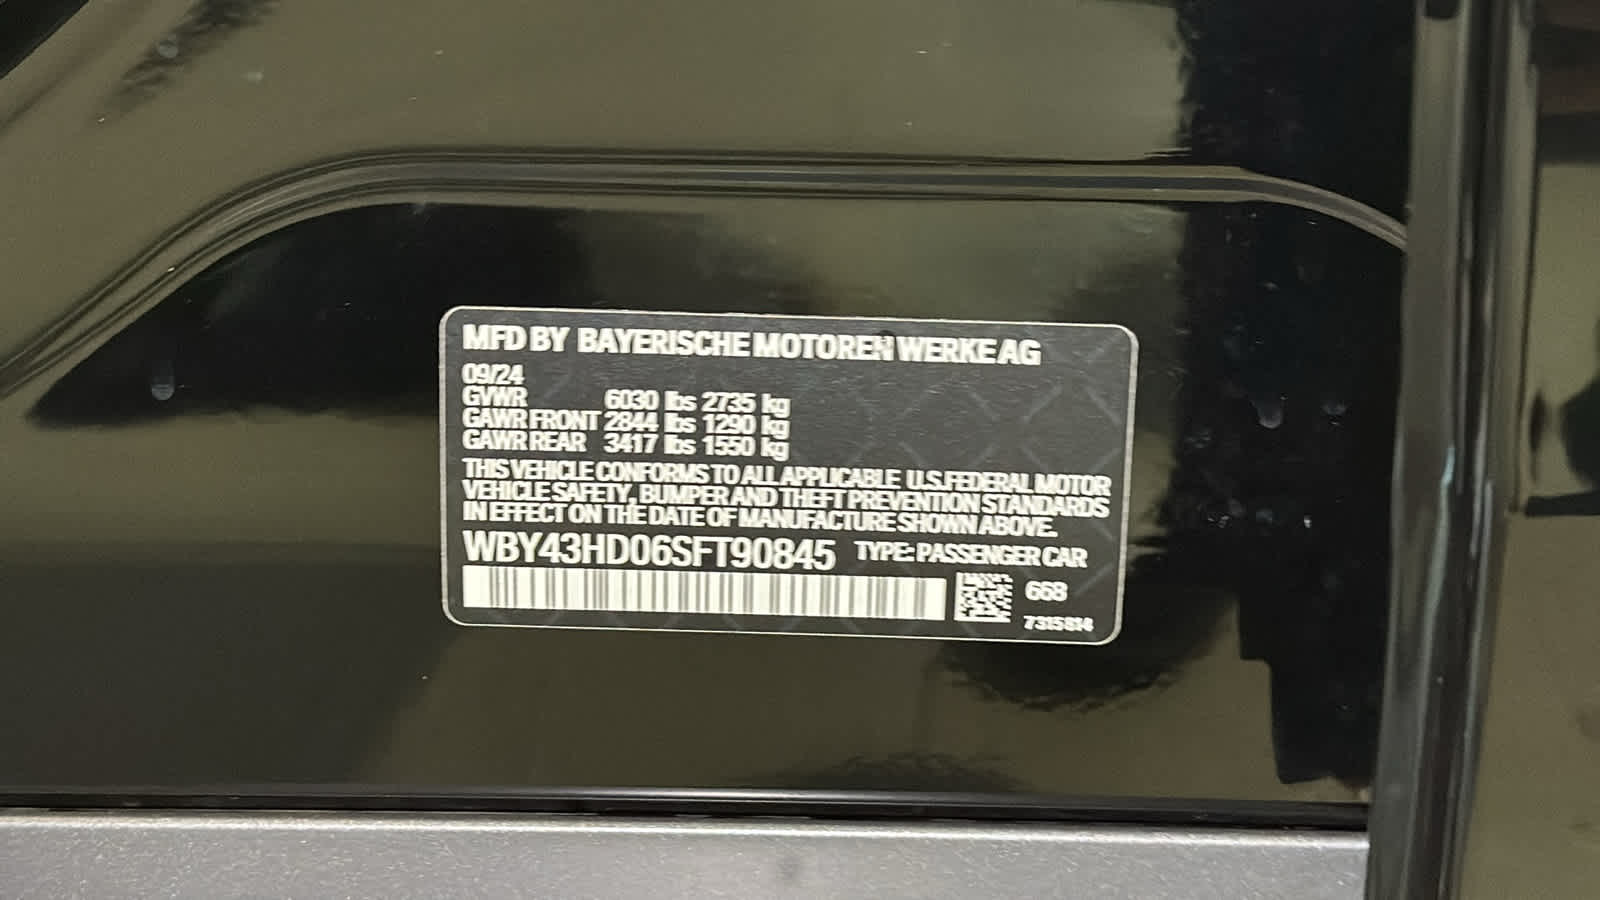 MFD BY BAYERISCHE MOTOREN WERKE AG
09/24
GVWR 6030 lbs 2735 kg
GAWR FRONT 2844 lbs 1290 kg
GAWR REAR 3417 lbs 1550 kg
THIS VEHICLE CONFORMS TO ALL APPLICABLE U.S.FEDERAL MOTOR
VEHICLE SAFETY, BUMPER AND THEFT PREVENTION STANDARDS
IN EFFECT ON THE DATE OF MANUFACTURE SHOWN ABOVE.
WBY43HD06SFT90845 TYPE: PASSENGER CAR
668
7315814